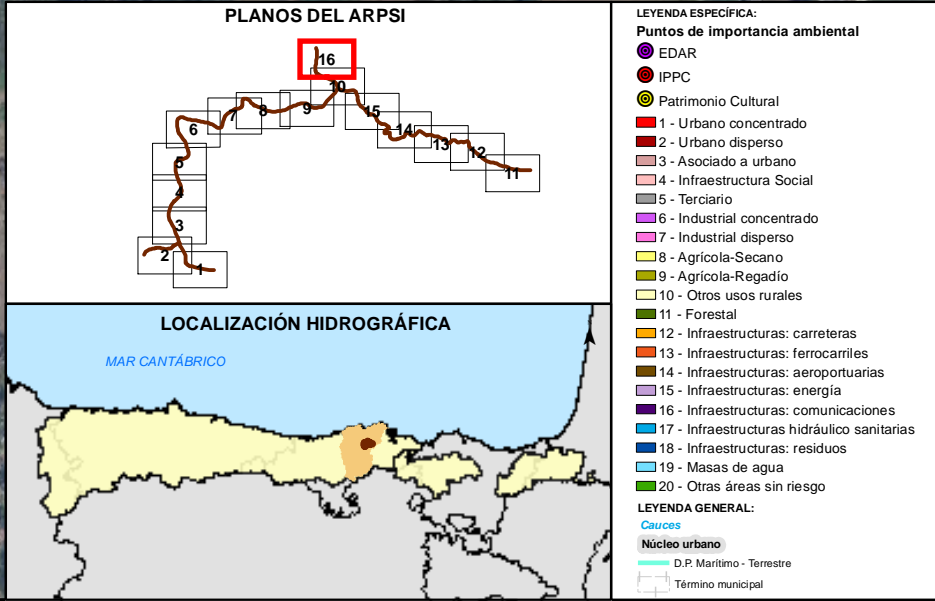 PLANOS DEL ARPSI
16
10
9
8
7
6
15
14
13
12
11
5
4
3
2
1
LOCALIZACIÓN HIDROGRÁFICA
MAR CANTÁBRICO
LEYENDA ESPECÍFICA:
Puntos de importancia ambiental
EDAR
IPPC
Patrimonio Cultural
1 - Urbano concentrado
2 - Urbano disperso
3 - Asociado a urbano
4 - Infraestructura Social
5 - Terciario
6 - Industrial concentrado
7 - Industrial disperso
8 - Agrícola-Secano
9 - Agrícola-Regadío
10 - Otros usos rurales
11 - Forestal
12 - Infraestructuras: carreteras
13 - Infraestructuras: ferrocarriles
14 - Infraestructuras: aeroportuarias
15 - Infraestructuras: energía
16 - Infraestructuras: comunicaciones
17 - Infraestructuras hidráulico sanitarias
18 - Infraestructuras: residuos
19 - Masas de agua
20 - Otras áreas sin riesgo
LEYENDA GENERAL:
Cauces
Núcleo urbano
D.P. Marítimo - Terrestre
Término municipal